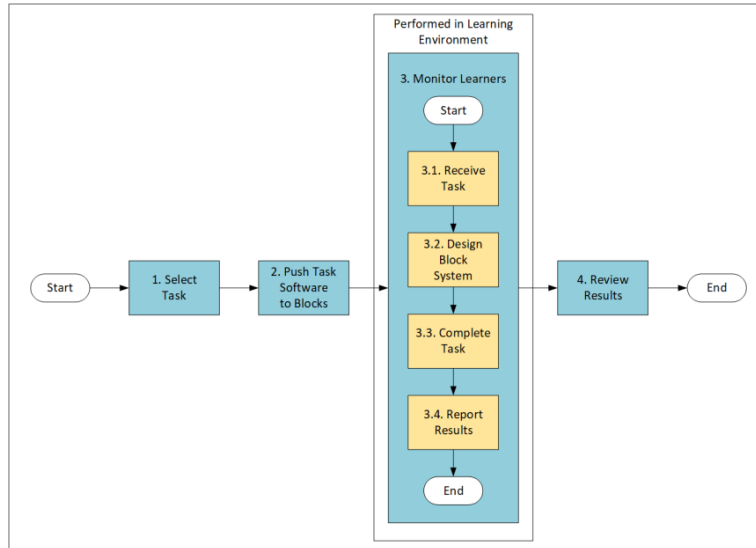 Performed in Learning
Environment
3. Monitor Learners
Start
3.1. Receive
Task
3.2. Design
Block
System
3.3. Complete
Task
3.4. Report
Results
End
Start
1. Select
Task
2. Push Task
Software
to Blocks
4. Review
Results
End